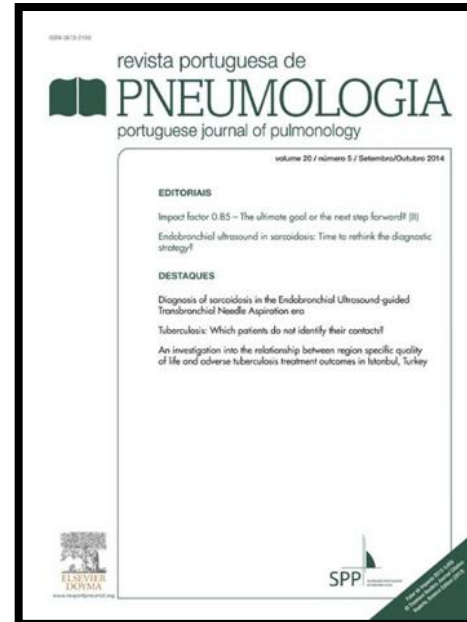 revista portuguesa de
PNEUMOLOGIA
portuguese journal of pulmonology
volume 20 / número 5 / Setembro/Outubro 2014
EDITORIAIS
Impact factor 0.85 – The ultimate goal or the next step forward? (II)
Endobronchial ultrasound in sarcoidosis: Time to rethink the diagnostic
strategy?
DESTAQUES
Diagnosis of sarcoidosis in the Endobronchial Ultrasound-guided
Transbronchial Needle Aspiration era
Tuberculosis: Which patients do not identify their contacts?
An investigation into the relationship between region specific quality
of life and adverse tuberculosis treatment outcomes in Istanbul, Turkey
ELSEVIER
DOYMA
www.revportpneumol.org
SPP